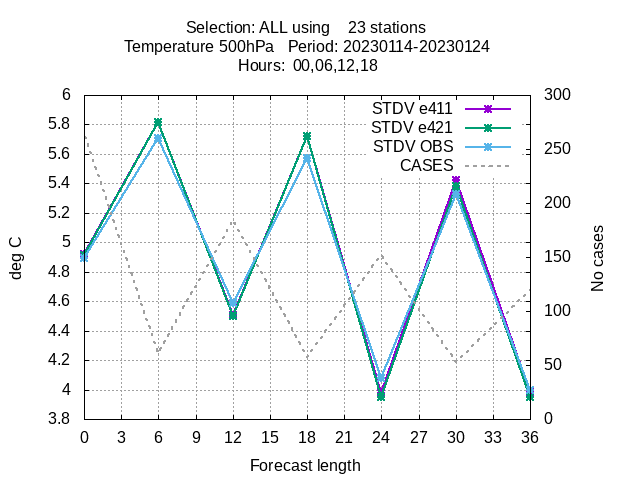 Selection: ALL using 23 stations
Temperature 500hPa Period: 20230114-20230124
Hours: 00,06,12,18
STDV e411
STDV e421
STDV OBS
CASES
6
5.8
5.6
5.4
5.2
5
4.8
4.6
4.4
4.2
4
3.8
deg C
300
250
200
150
100
50
0
No cases
0 3 6 9 12 15 18 21 24 27 30 33 36
Forecast length